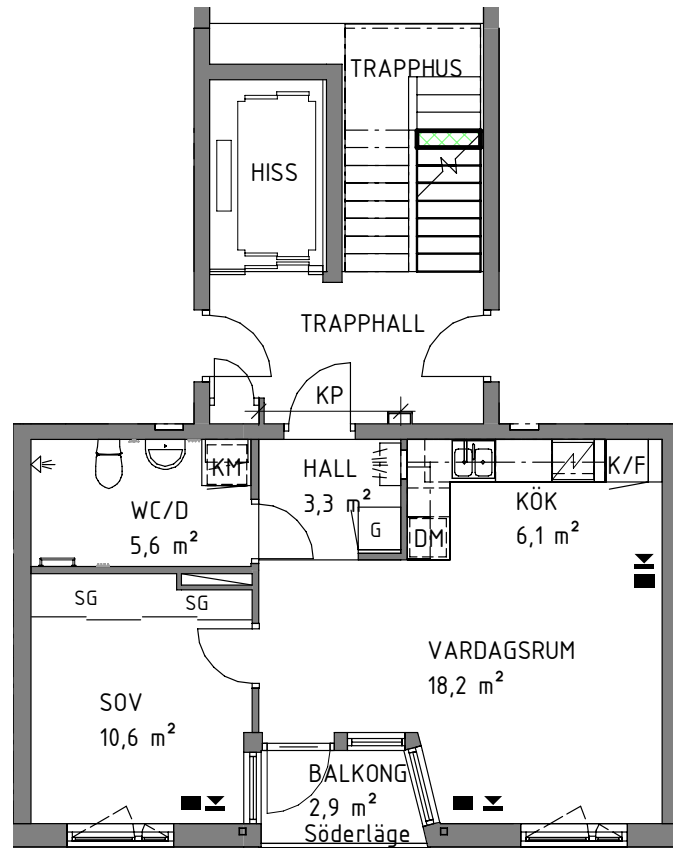 TRAPPHUS
HISS
TRAPPHALL
KP
KM
HALL
3,3 m²
K/F
WC/D
5,6 m²
G
DM
KÖK
6,1 m²
SG
SG
VARDAGSRUM
18,2 m²
SOV
10,6 m²
BALKONG
2,9 m²
Söderläge